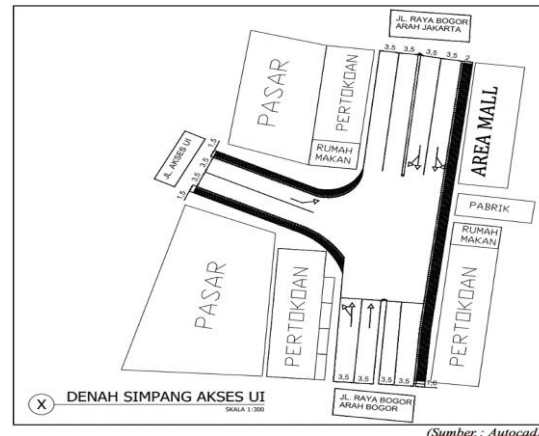 JL. RAYA BOGOR
ARAH JAKARTA
3,5 3,5 3,5 3,5 2
PASAR
PERTOKOAN
RUMAH
MAKAN
AREA MALL
JL. AKSES UI
1.5 3.5 3.5 1.5
PABRIK
RUMAH
MAKAN
PASAR
PERTOKOAN
PERTOKOAN
3,5 3,5 3,5 3,5 1,5
X DENAH SIMPANG AKSES UI
SKALA 1:300
JL. RAYA BOGOR
ARAH BOGOR
(Sumber : Autocad